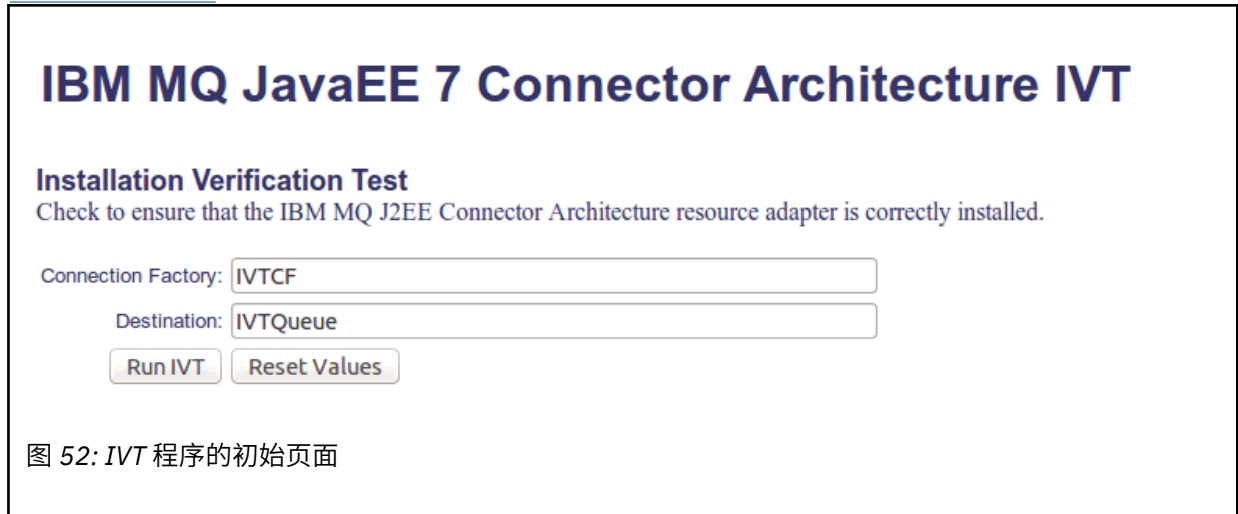 IBM MQ JavaEE 7 Connector Architecture IVT
Installation Verification Test
Check to ensure that the IBM MQ J2EE Connector Architecture resource adapter is correctly installed.
Connection Factory: IVTCF
Destination: IVTQueue
Run IVT Reset Values
图 52: IVT 程序的初始页面